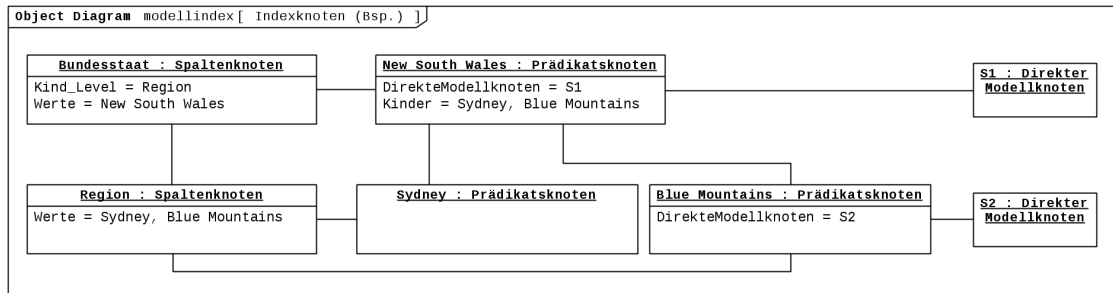 Object Diagram modellindex[ Indexknoten (Bsp.) ]
Bundesstaat : Spaltenknoten
Kind_Level = Region
Werte = New South Wales
New South Wales : Prädikatsknoten
DirekteModellknoten = S1
Kinder = Sydney, Blue Mountains
S1 : Direkter
Modellknoten
Region : Spaltenknoten
Werte = Sydney, Blue Mountains
Sydney : Prädikatsknoten
Blue Mountains : Prädikatsknoten
DirekteModellknoten = S2
S2 : Direkter
Modellknoten